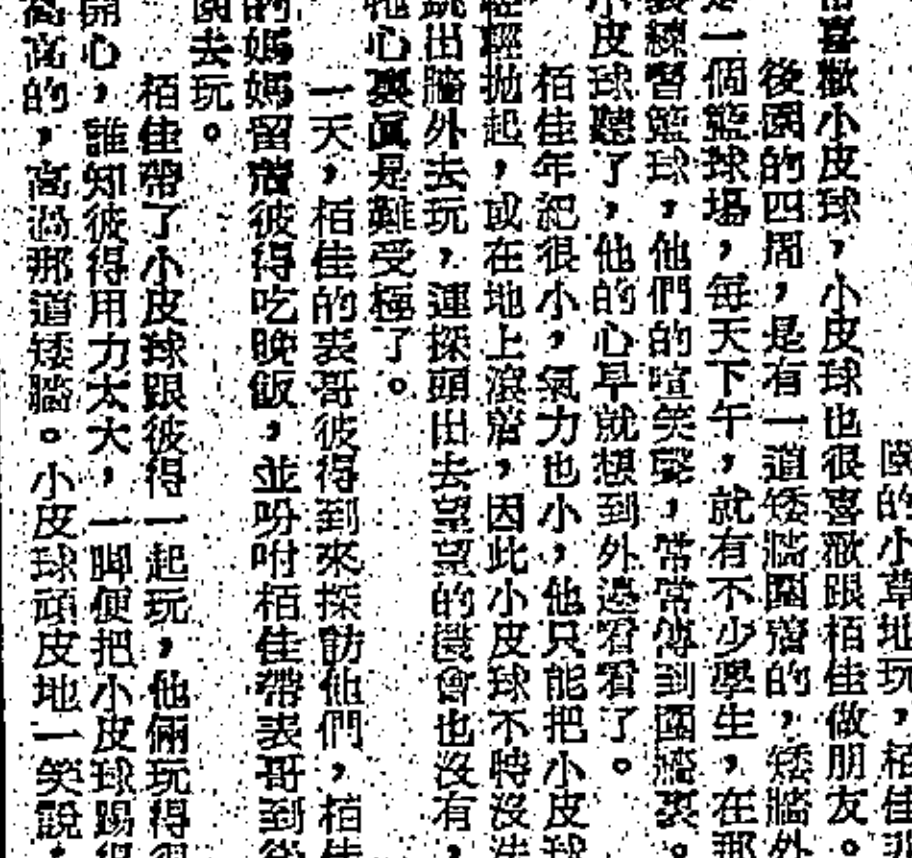 園的小草地玩，栢佳非
常喜歡小皮球，小皮球也很喜歡跟栢佳做朋友。
後園的四周，是有一道矮牆圍着的，矮牆外
是一個籃球場，每天下午，就有不少學生，在那
裏練習籃球，他們的喧笑聲，常常傳到圍牆裏。
小皮球聽了，他的心早就想到外邊看看了。
栢佳年紀很小，氣力也小，他只能把小皮球
輕輕拋起，或在地上滾着，因此小皮球不特沒法
跳出牆外去玩，連探頭出去望望的機會也沒有，
他心裏真是難受極了。
一天，栢佳的表哥彼得到來探訪他們，栢佳
的媽媽留着彼得吃晚飯，並吩咐栢佳帶表哥到後
園去玩。
栢佳帶了小皮球跟彼得一起玩，他倆玩得很
開心，誰知彼得用力太大，一脚便把小皮球踢得
高高的，高過那道矮牆。小皮球頑皮地一笑說